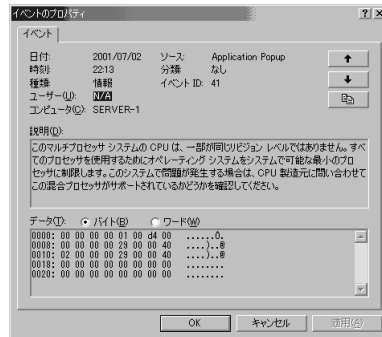 イベントのプロパティ
イベント
日付: 2001/07/02 ソース: Application Popup
時刻: 22:13 分類: なし
種類: 情報 イベント ID: 41
ユーザー(U): N/A
コンピュータ(C): SERVER-1
説明(D):
このマルチプロセッサ システムの CPU は、一部が同じリビジョン レベルではありません。すべ
てのプロセッサを使用するためにオペレーティング システムをシステムで可能な最小のプロ
セッサに制限します。このシステムで問題が発生する場合は、CPU 製造元に問い合わせて
この混合プロセッサがサポートされているかどうかを確認してください。
データ(T): バイト(B) ワード(W)
0000: 00 00 00 00 01 00 d4 00 ......Ô.
0008: 00 00 00 00 29 00 00 40 ....)..@
0010: 02 00 00 00 29 00 00 40 ....)..@
0018: 00 00 00 00 00 00 00 00 ........
0020: 00 00 00 00 00 00 00 00 ........
OK キャンセル 適用(A)